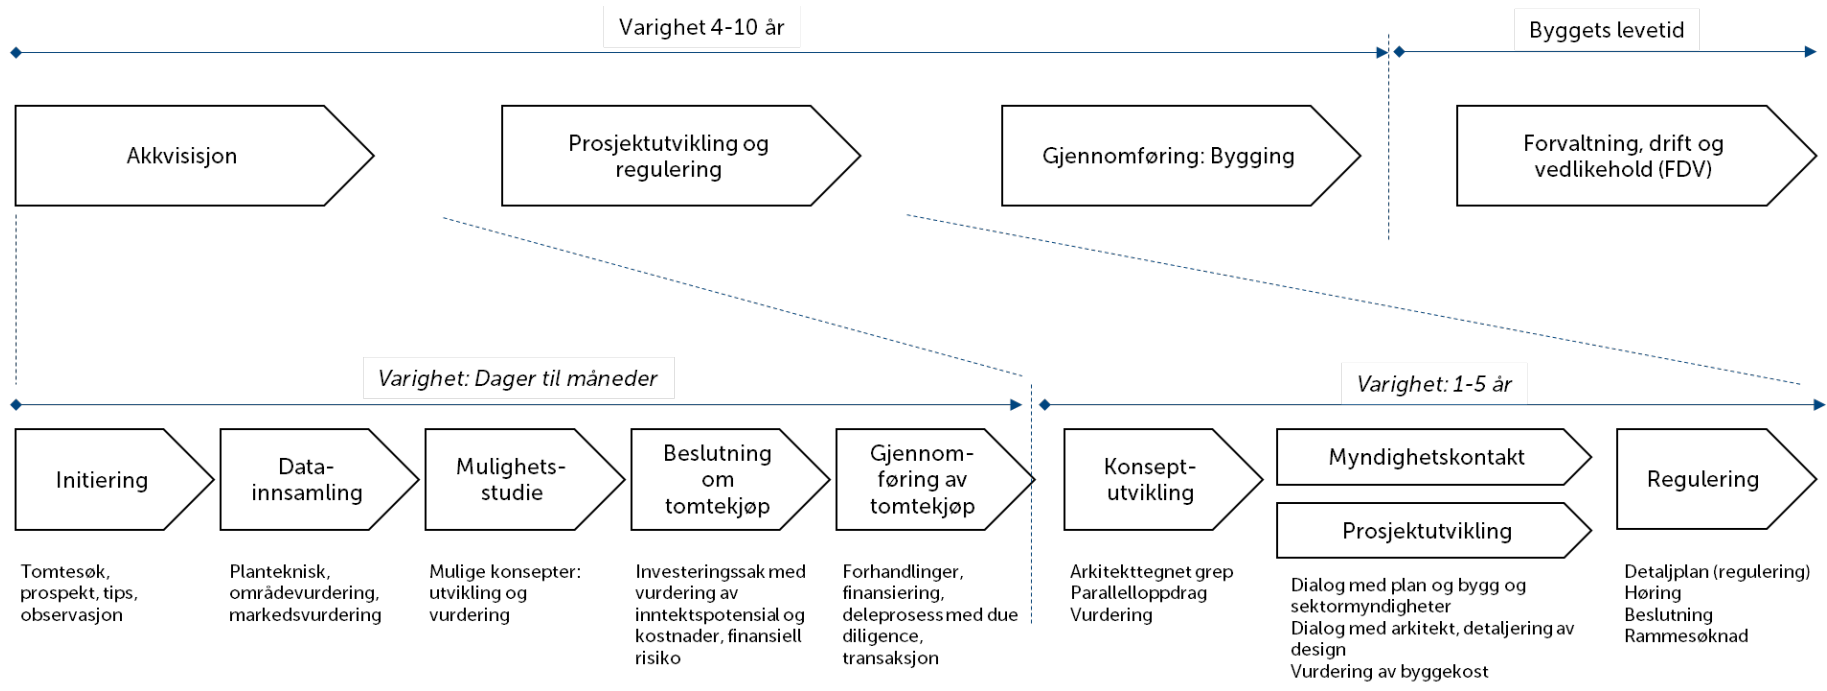 Varighet 4-10 år
Byggets levetid
Akkvisisjon
Prosjektutvikling og
regulering
Gjennomføring: Bygging
Forvaltning, drift og
vedlikehold (FDV)
Varighet: Dager til måneder
Varighet: 1-5 år
Initiering
Data-
innsamling
Mulighets-
studie
Beslutning
om
tomtekjøp
Gjennom-
føring av
tomtekjøp
Konsept-
utvikling
Myndighetskontakt
Prosjektutvikling
Regulering
Tomtesøk,
prospekt, tips,
observasjon
Planteknisk,
områdevurdering,
markedsvurdering
Mulige konsepter:
utvikling og
vurdering
Investeringssak med
vurdering av
inntektspotensial og
kostnader, finansiell
risiko
Forhandlinger,
finansiering,
deleprosess med due
diligence,
transaksjon
Arkitekttegnet grep
Parallelloppdrag
Vurdering
Dialog med plan og bygg og
sektormyndigheter
Dialog med arkitekt, detaljering av
design
Vurdering av byggekost
Detaljplan (regulering)
Høring
Beslutning
Rammesøknad